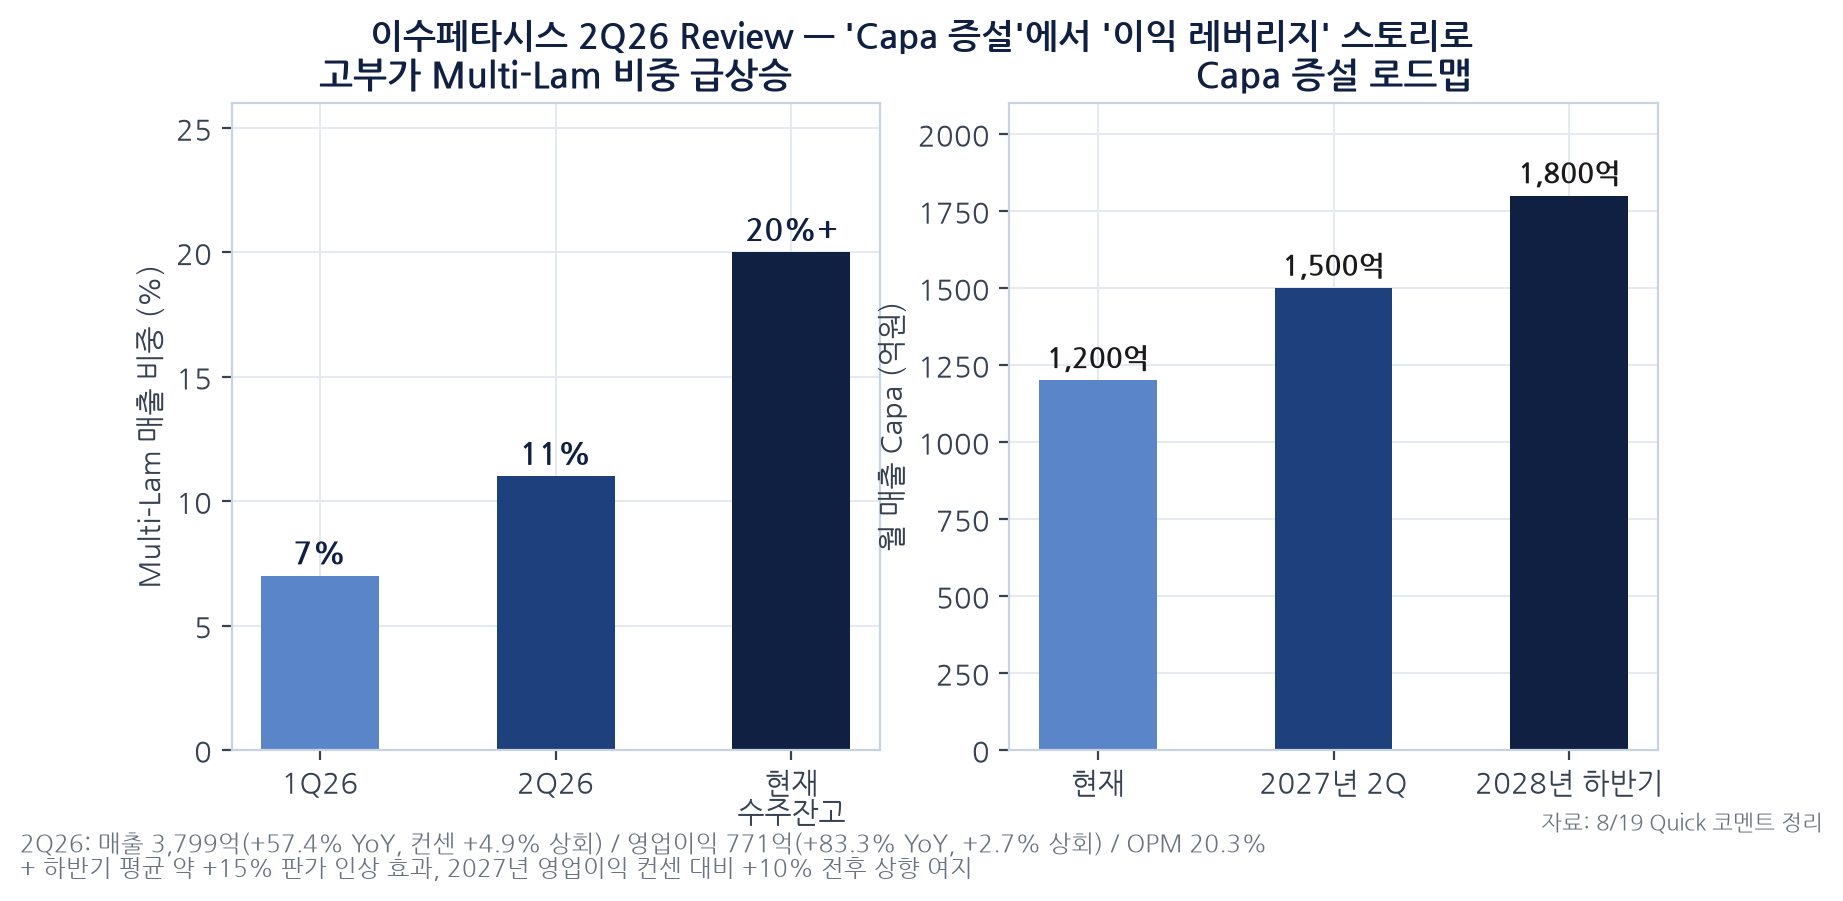 이수페타시스 2Q26 Review — 'Capa 증설'에서 '이익 레버리지' 스토리로
고부가 Multi-Lam 비중 급상승
Multi-Lam 매출 비중 (%)
25
20
15
10
5
0
7%
11%
20%+
1Q26
2Q26
현재
수주잔고
Capa 증설 로드맵
월 매출 Capa (억원)
2000
1750
1500
1250
1000
750
500
250
0
1,200억
1,500억
1,800억
현재
2027년 2Q
2028년 하반기
자료: 8/19 Quick 코멘트 정리
2Q26: 매출 3,799억(+57.4% YoY, 컨센 +4.9% 상회) / 영업이익 771억(+83.3% YoY, +2.7% 상회) / OPM 20.3%
+ 하반기 평균 약 +15% 판가 인상 효과, 2027년 영업이익 컨센 대비 +10% 전후 상향 여지